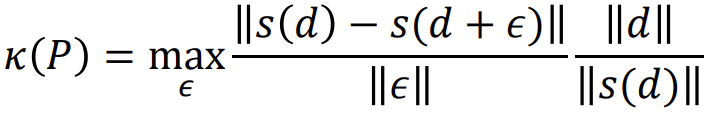 κ(P) = max_ϵ ‖s(d) − s(d + ϵ)‖ / ‖ϵ‖ ‖d‖ / ‖s(d)‖